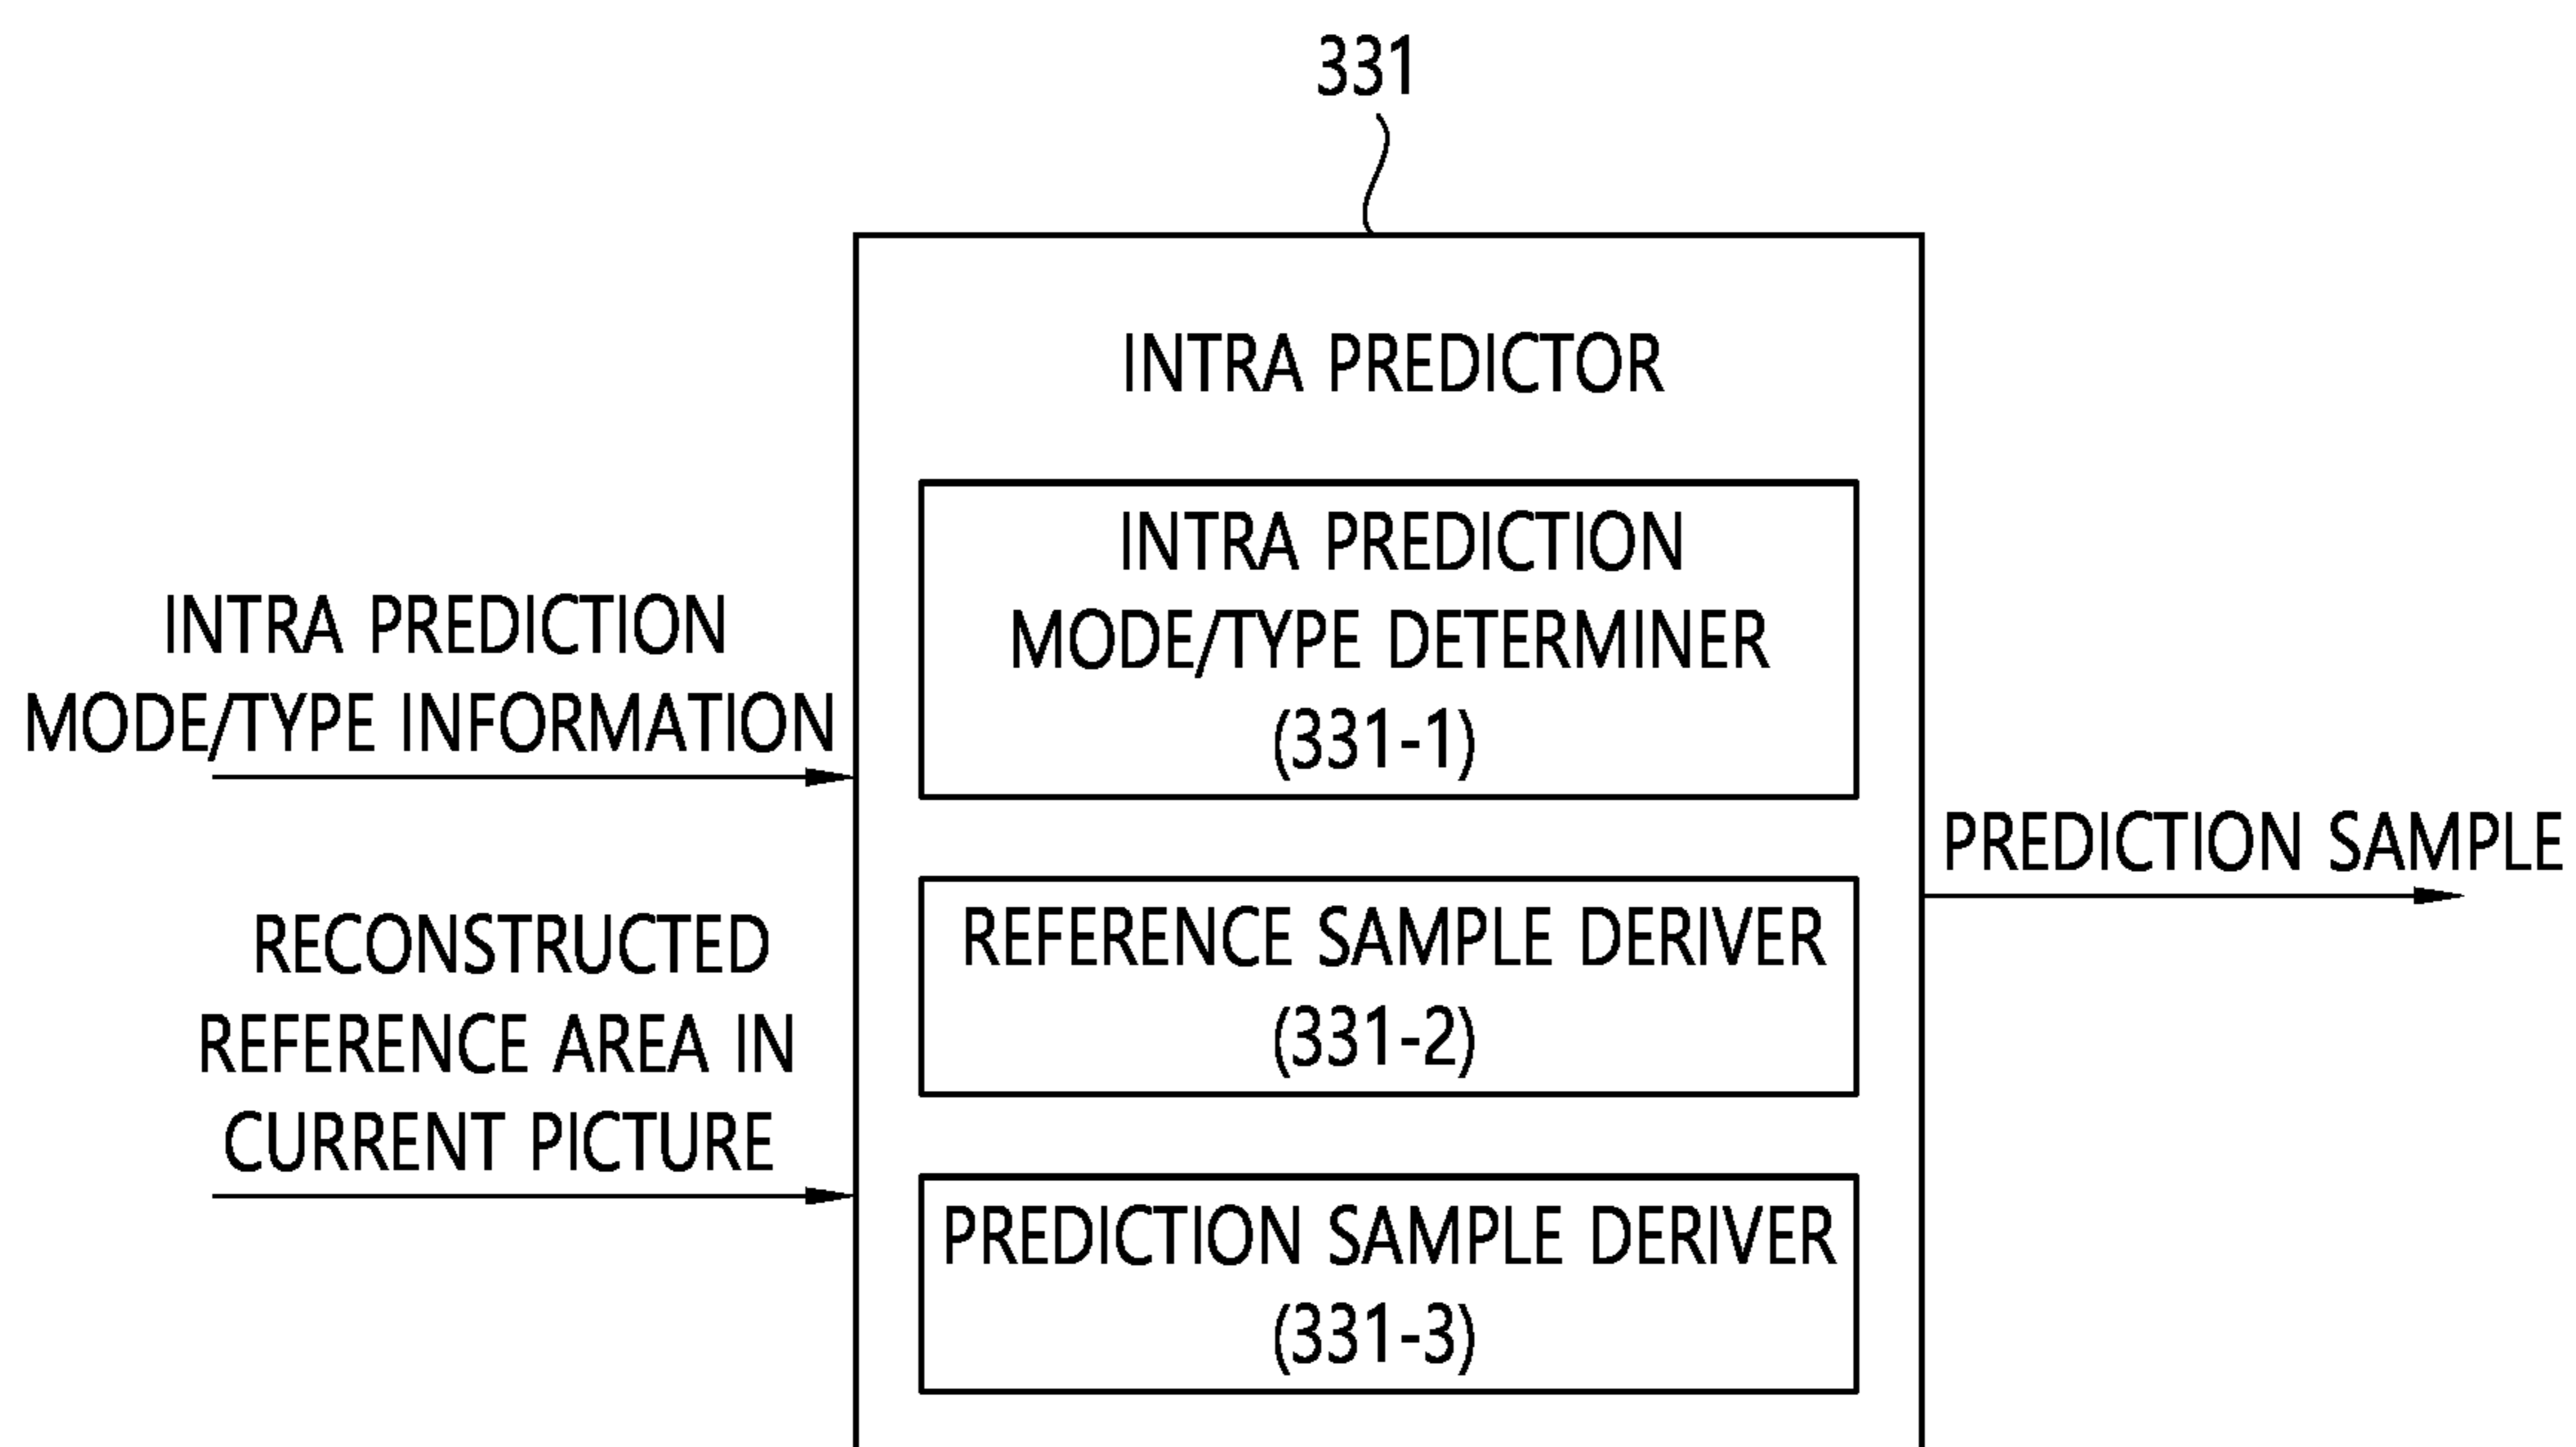 331
INTRA PREDICTOR
INTRA PREDICTION
MODE/TYPE DETERMINER
(331-1)
INTRA PREDICTION
MODE/TYPE INFORMATION
PREDICTION SAMPLE
REFERENCE SAMPLE DERIVER
(331-2)
RECONSTRUCTED
REFERENCE AREA IN
CURRENT PICTURE
PREDICTION SAMPLE DERIVER
(331-3)